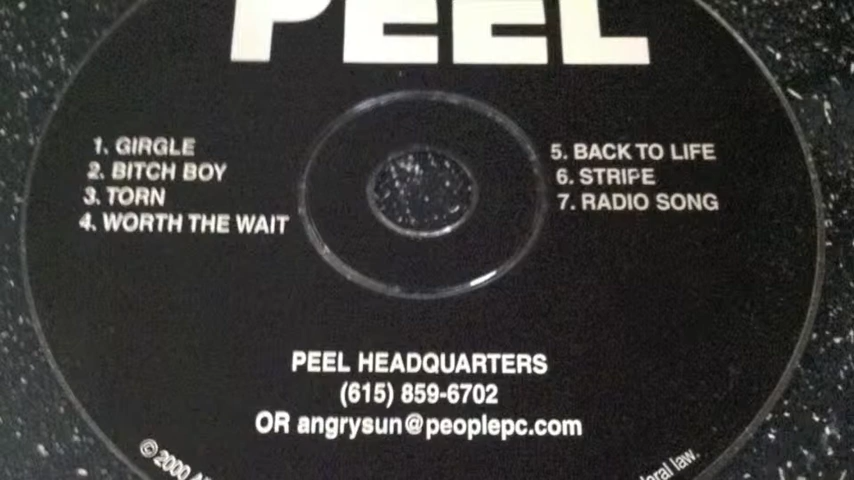 PEEL
1. GIRGLE
2. BITCH BOY
3. TORN
4. WORTH THE WAIT
5. BACK TO LIFE
6. STRIPE
7. RADIO SONG
PEEL HEADQUARTERS
(615) 859-6702
OR angrysun@peoplepc.com
© 2000
law.